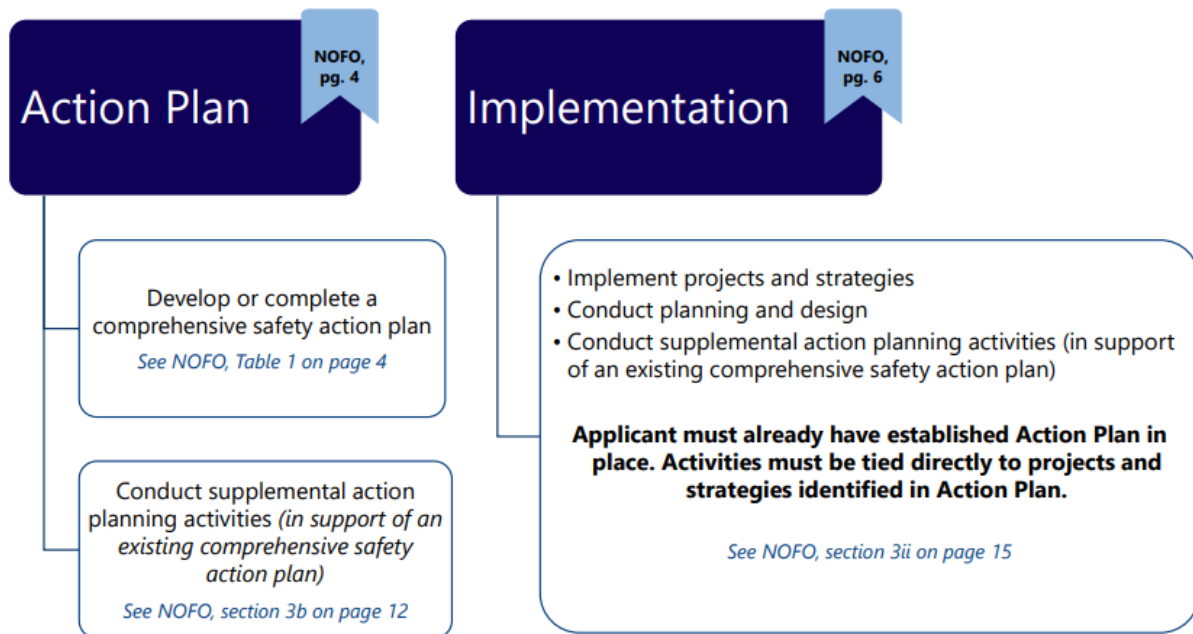 NOFO,
pg. 4
Action Plan
Develop or complete a
comprehensive safety action plan
See NOFO, Table 1 on page 4
Conduct supplemental action
planning activities (in support of an
existing comprehensive safety
action plan)
See NOFO, section 3b on page 12
NOFO,
pg. 6
Implementation
• Implement projects and strategies
• Conduct planning and design
• Conduct supplemental action planning activities (in support
of an existing comprehensive safety action plan)
Applicant must already have established Action Plan in
place. Activities must be tied directly to projects and
strategies identified in Action Plan.
See NOFO, section 3ii on page 15